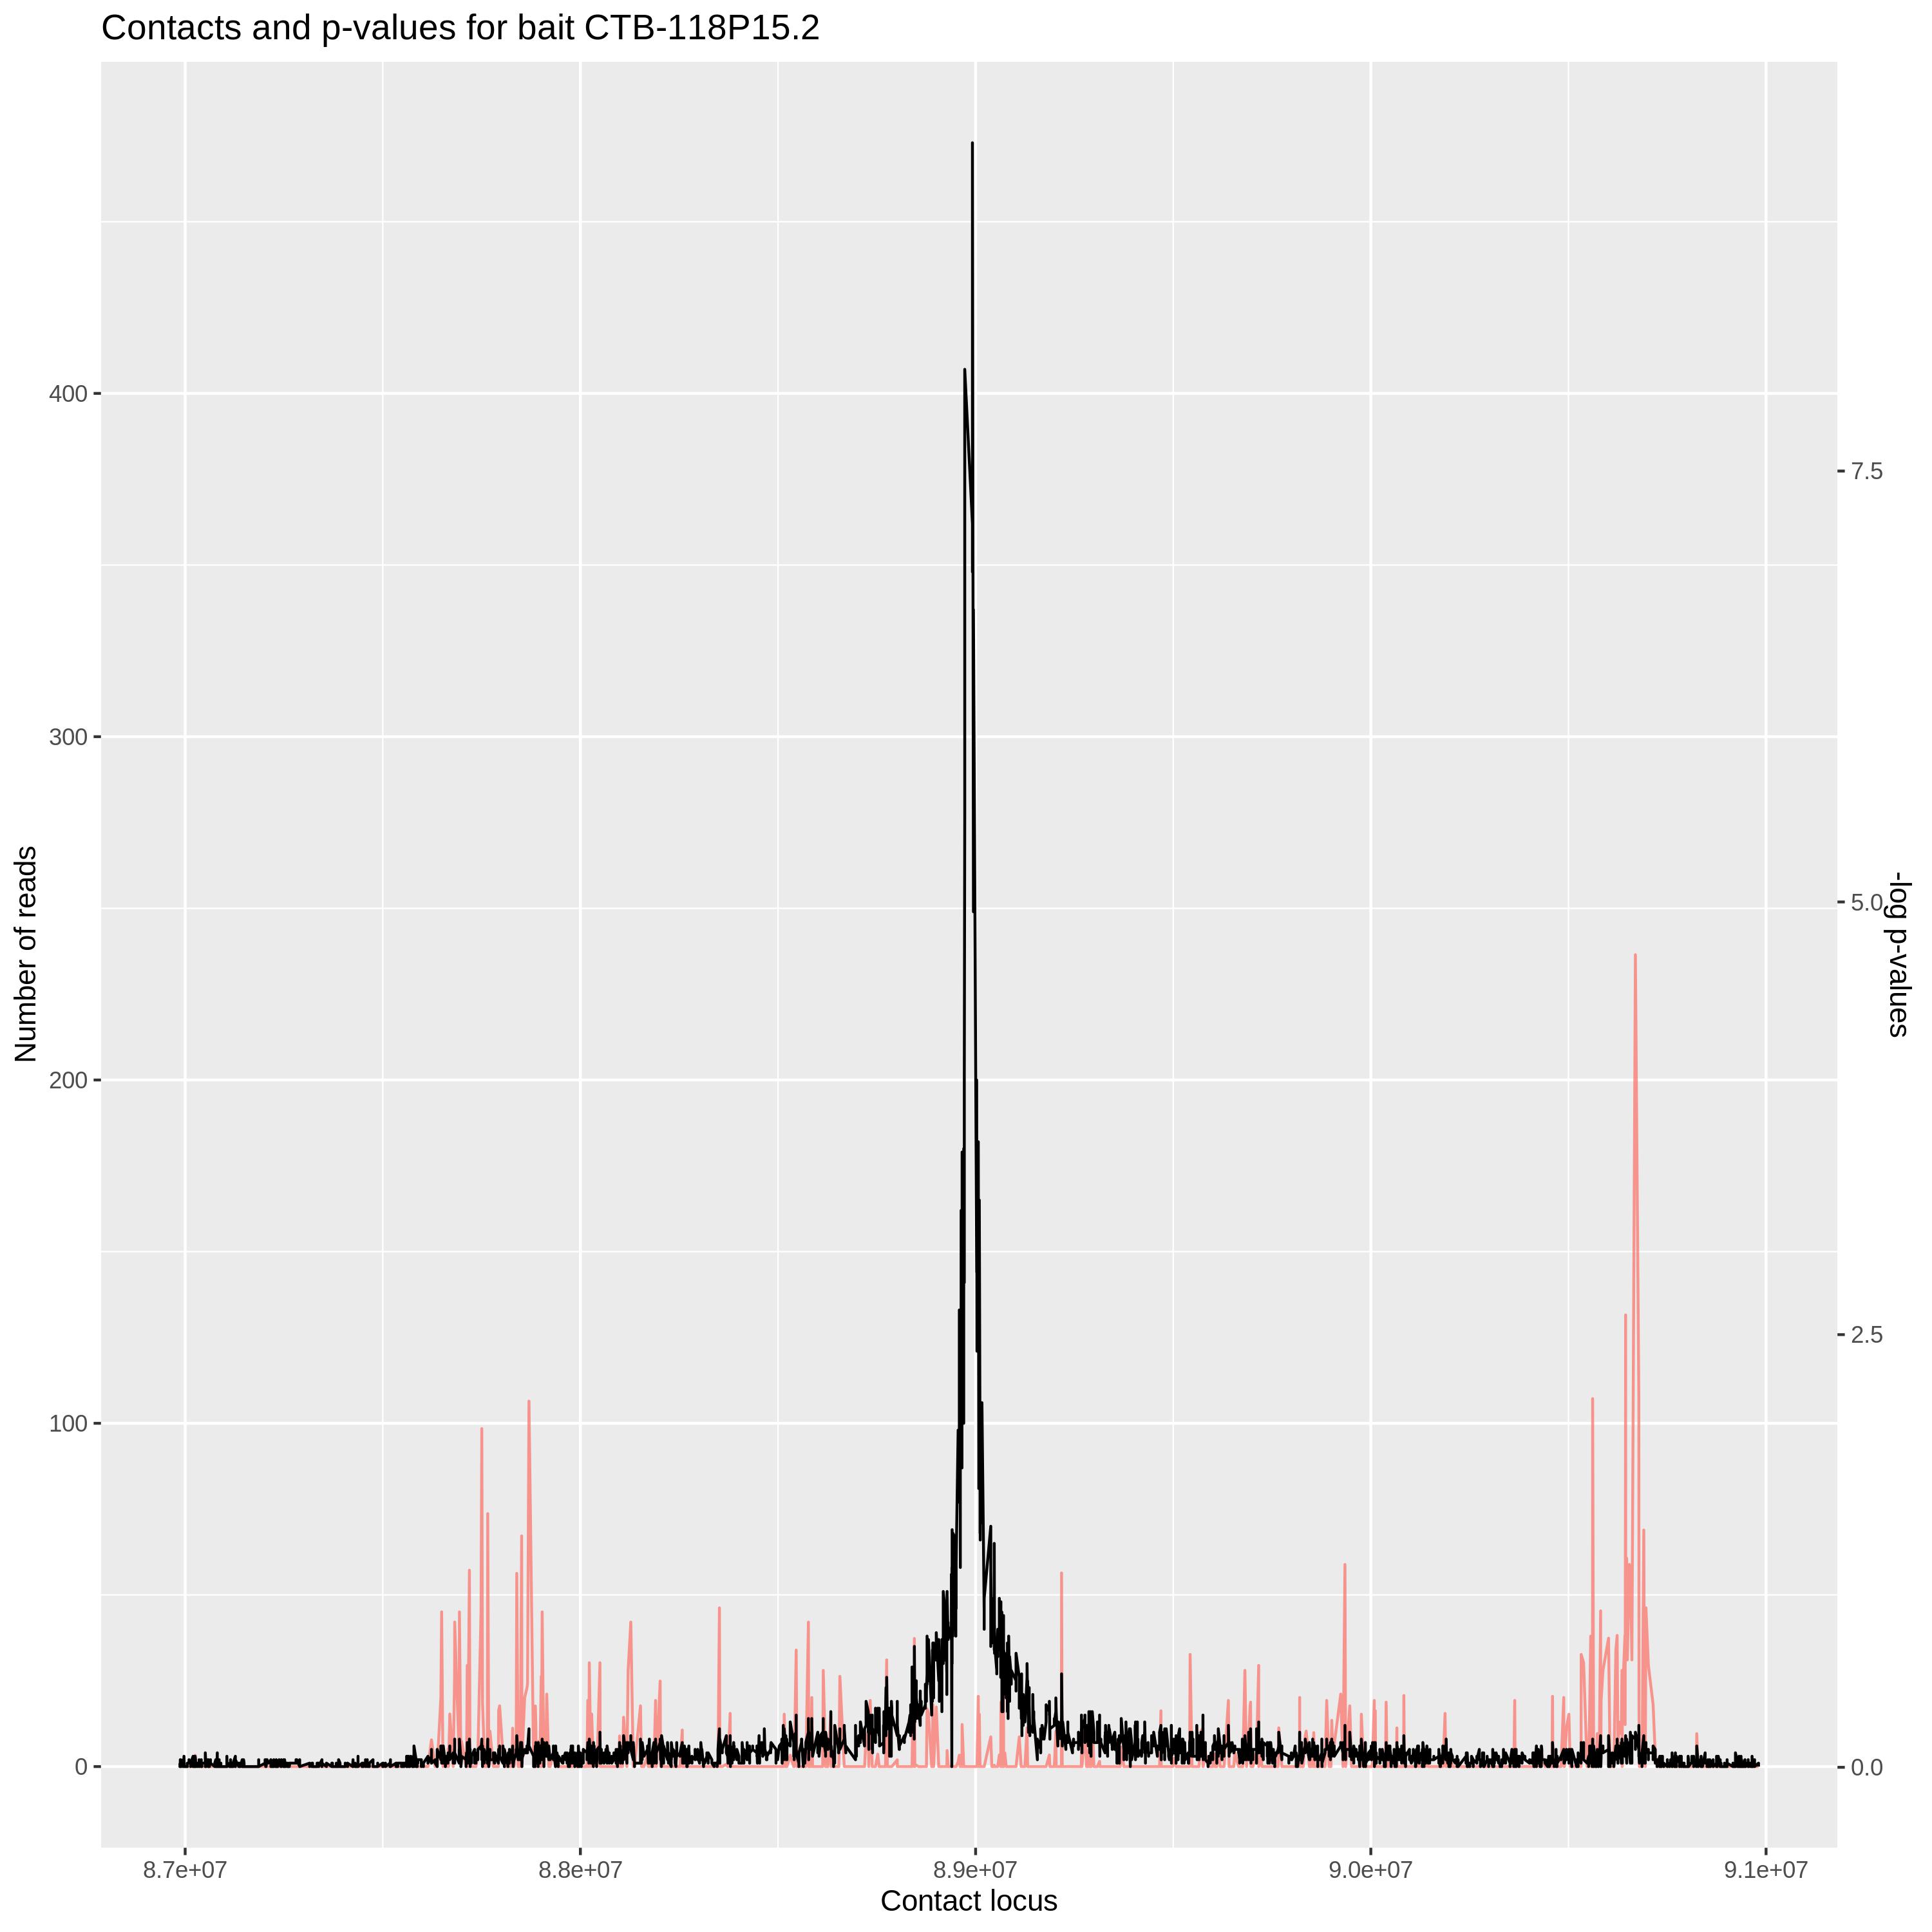 Contacts and p-values for bait CTB-118P15.2
400
300
200
100
0
Number of reads
7.5
5.0
2.5
0.0
-log p-values
8.7e+07 8.8e+07 8.9e+07 9.0e+07 9.1e+07
Contact locus